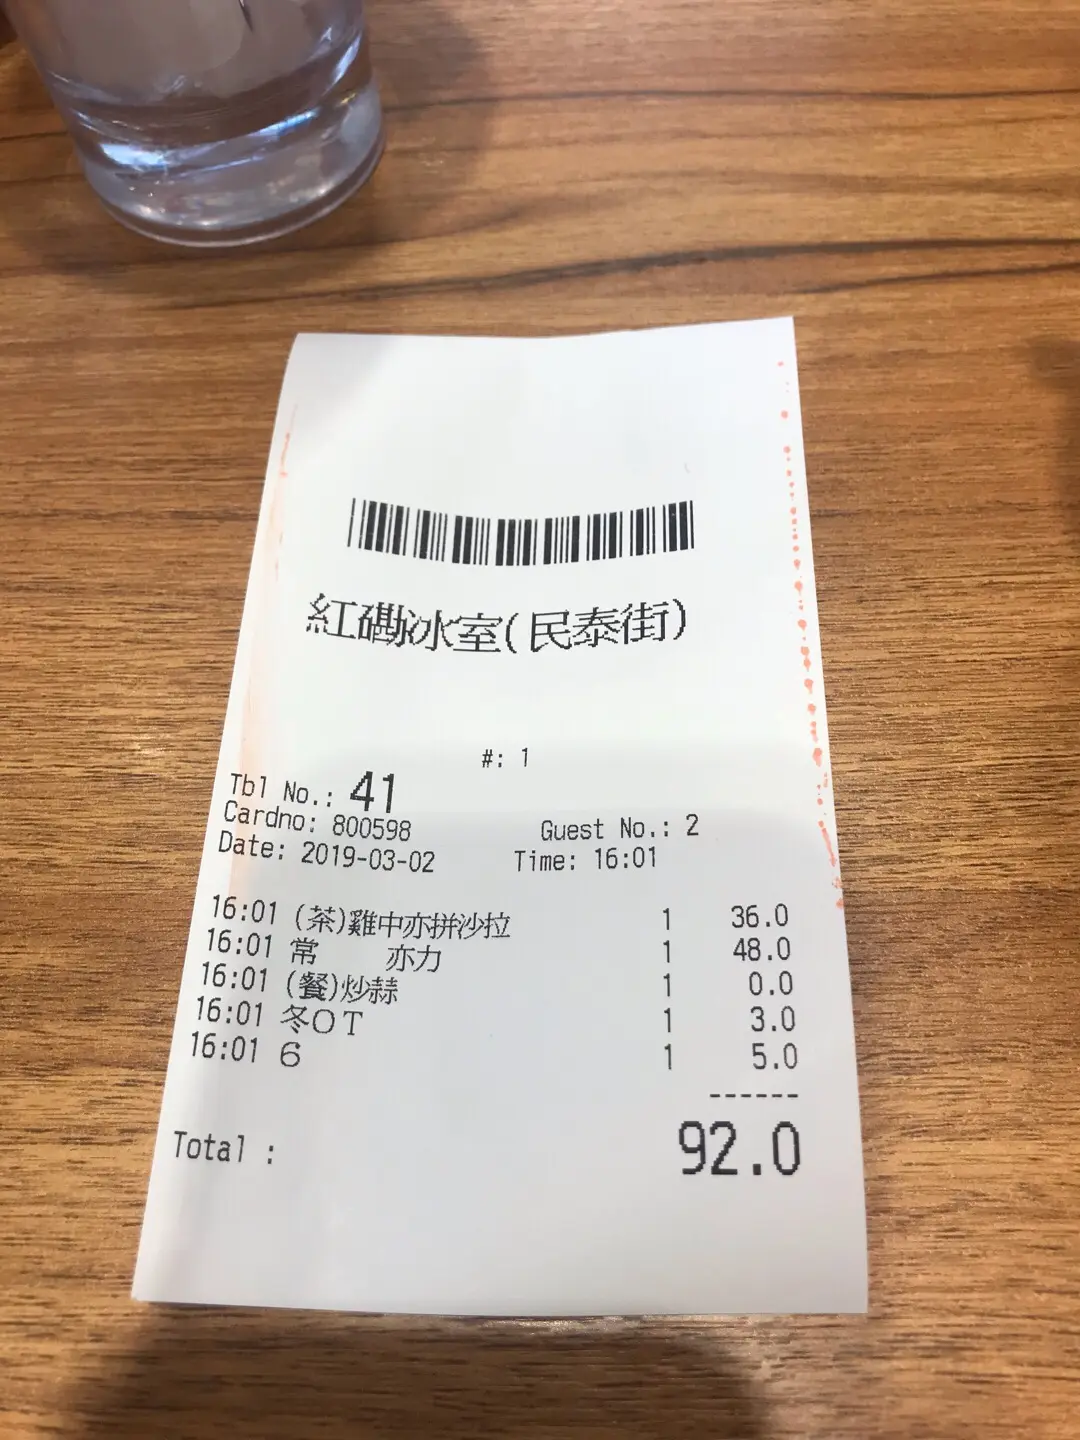 紅磡冰室(民泰街)
#: 1
Tbl No.: 41
Cardno: 800598 Guest No.: 2
Date: 2019-03-02 Time: 16:01
16:01 (茶)雞中亦拼沙拉 1 36.0
16:01 常 亦力 1 48.0
16:01 (餐)炒蒜 1 0.0
16:01 冬OT 1 3.0
16:01 6 1 5.0
------
Total : 92.0